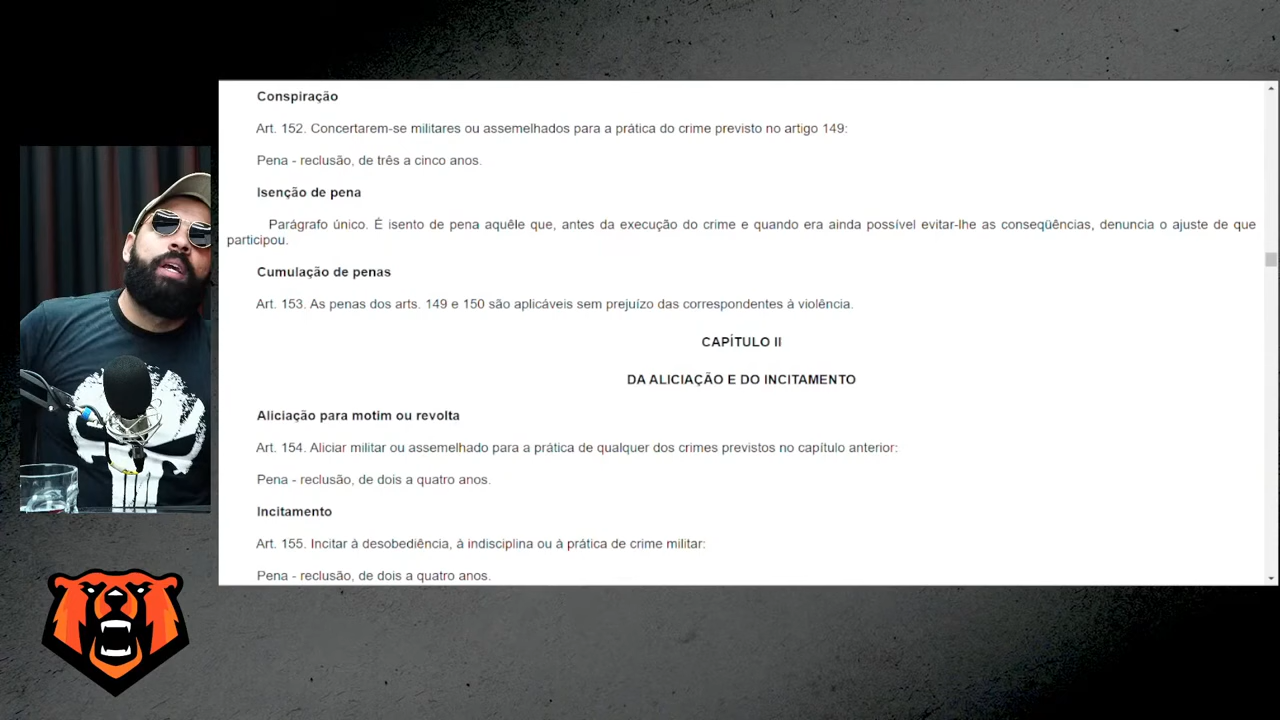 Conspiração
Art. 152. Concertarem-se militares ou assemelhados para a prática do crime previsto no artigo 149:
Pena - reclusão, de três a cinco anos.
Isenção de pena
Parágrafo único. É isento de pena aquêle que, antes da execução do crime e quando era ainda possível evitar-lhe as conseqüências, denuncia o ajuste de que
participou.
Cumulação de penas
Art. 153. As penas dos arts. 149 e 150 são aplicáveis sem prejuízo das correspondentes à violência.
CAPÍTULO II
DA ALICIAÇÃO E DO INCITAMENTO
Aliciação para motim ou revolta
Art. 154. Aliciar militar ou assemelhado para a prática de qualquer dos crimes previstos no capítulo anterior:
Pena - reclusão, de dois a quatro anos.
Incitamento
Art. 155. Incitar à desobediência, à indisciplina ou à prática de crime militar:
Pena - reclusão, de dois a quatro anos.